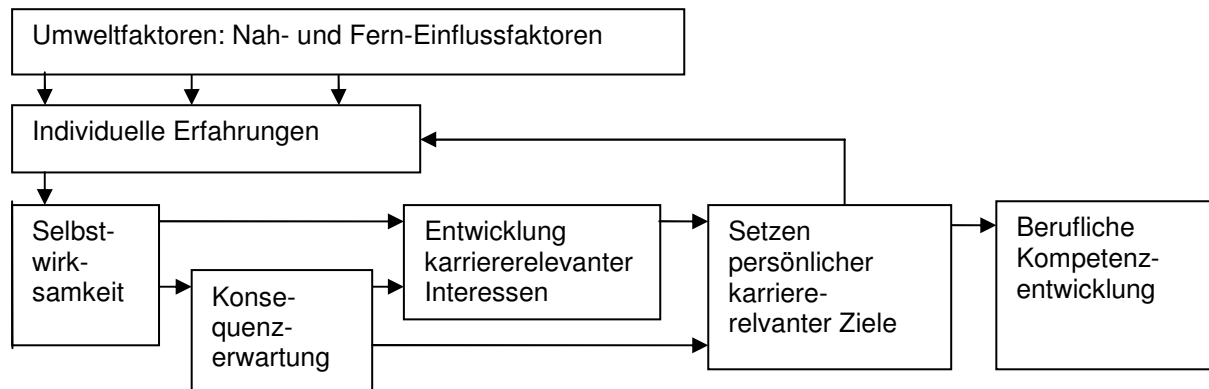 Umweltfaktoren: Nah- und Fern-Einflussfaktoren
Individuelle Erfahrungen
Selbst-
wirk-
samkeit
Konse-
quenz-
erwartung
Entwicklung
karriererelevanter
Interessen
Setzen
persönlicher
karriere-
relvanter Ziele
Berufliche
Kompetenz-
entwicklung